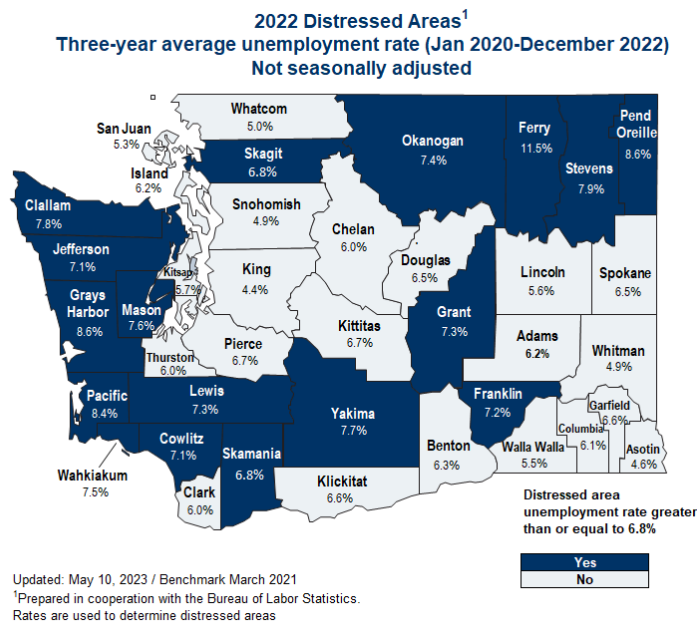 2022 Distressed Areas1
Three-year average unemployment rate (Jan 2020-December 2022)
Not seasonally adjusted
Whatcom
5.0%
San Juan
5.3%
Island
6.2%
Skagit
6.8%
Okanogan
7.4%
Ferry
11.5%
Stevens
7.9%
Pend
Oreille
8.6%
Clallam
7.8%
Jefferson
7.1%
Snohomish
4.9%
Chelan
6.0%
Douglas
6.5%
Kitsap
5.7%
King
4.4%
Lincoln
5.6%
Spokane
6.5%
Grays
Harbor
8.6%
Mason
7.6%
Grant
7.3%
Kittitas
6.7%
Pierce
6.7%
Thurston
6.0%
Adams
6.2%
Whitman
4.9%
Pacific
8.4%
Lewis
7.3%
Yakima
7.7%
Franklin
7.2%
Garfield
6.6%
Columbia
6.1%
Asotin
4.6%
Walla Walla
5.5%
Benton
6.3%
Cowlitz
7.1%
Skamania
6.8%
Wahkiakum
7.5%
Clark
6.0%
Klickitat
6.6%
Distressed area
unemployment rate greater
than or equal to 6.8%
Yes
No
Updated: May 10, 2023 / Benchmark March 2021
1Prepared in cooperation with the Bureau of Labor Statistics.
Rates are used to determine distressed areas